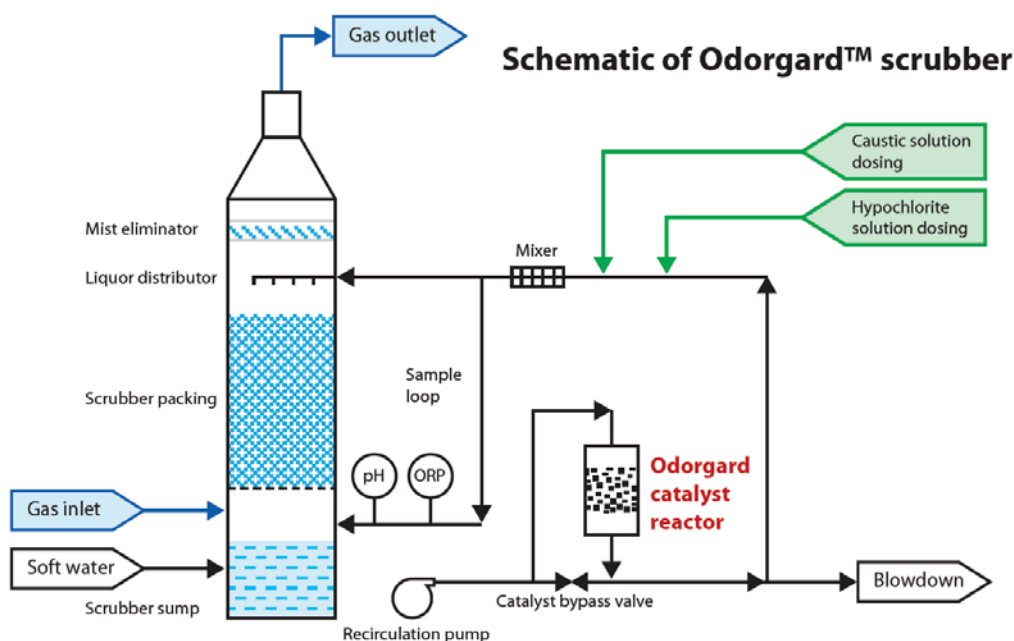 Gas outlet
Schematic of Odorgard™ scrubber
Caustic solution
dosing
Hypochlorite
solution dosing
Mist eliminator
Mixer
Liquor distributor
Sample
loop
Scrubber packing
pH
ORP
Odorgard
catalyst
reactor
Gas inlet
Soft water
Blowdown
Catalyst bypass valve
Scrubber sump
Recirculation pump